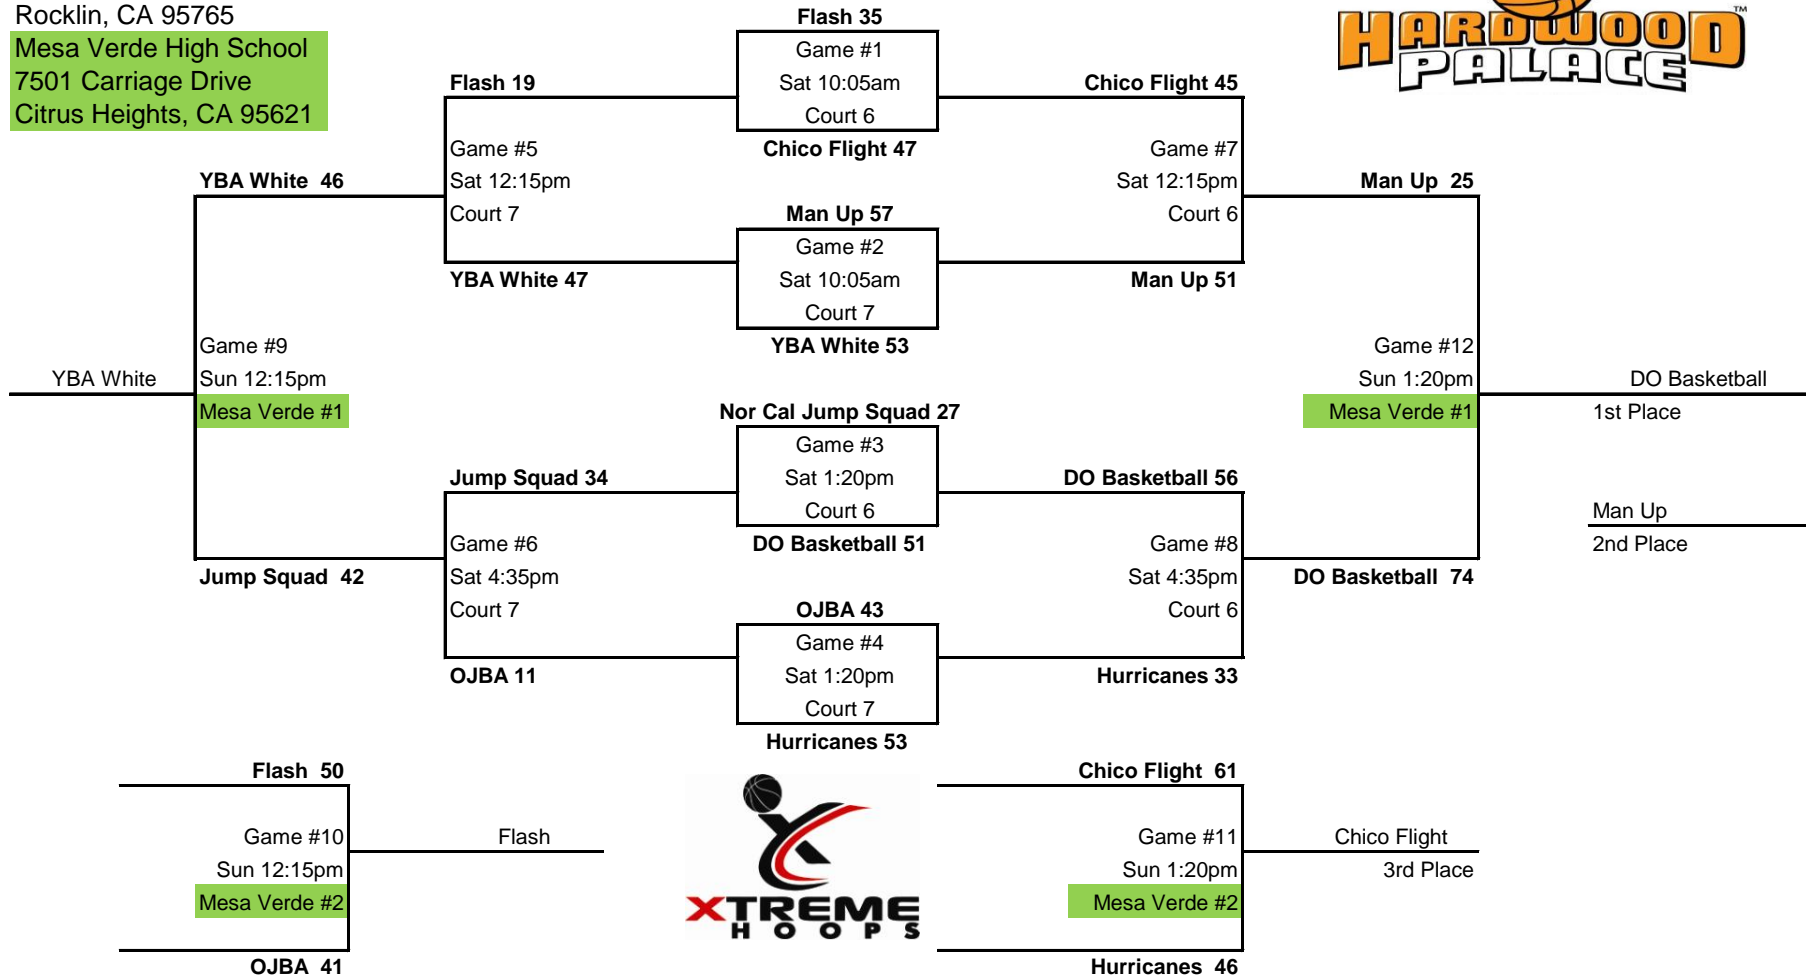 Rocklin, CA 95765
Mesa Verde High School
7501 Carriage Drive
Citrus Heights, CA 95621
HARDWOOD
PALACE
TM
Flash 35
Game #1
Sat 10:05am
Court 6
Chico Flight 47
Flash 19
Game #5
Sat 12:15pm
Court 7
YBA White 47
Chico Flight 45
Game #7
Sat 12:15pm
Court 6
Man Up 51
Man Up 57
Game #2
Sat 10:05am
Court 7
YBA White 53
YBA White 46
Game #9
Sun 12:15pm
Mesa Verde #1
Jump Squad 42
YBA White
Man Up 25
Game #12
Sun 1:20pm
Mesa Verde #1
DO Basketball 74
DO Basketball
1st Place
Man Up
2nd Place
Nor Cal Jump Squad 27
Game #3
Sat 1:20pm
Court 6
DO Basketball 51
Jump Squad 34
Game #6
Sat 4:35pm
Court 7
OJBA 11
DO Basketball 56
Game #8
Sat 4:35pm
Court 6
Hurricanes 33
OJBA 43
Game #4
Sat 1:20pm
Court 7
Hurricanes 53
Flash 50
Game #10
Sun 12:15pm
Mesa Verde #2
OJBA 41
Flash
XTREME
HOOPS
Chico Flight 61
Game #11
Sun 1:20pm
Mesa Verde #2
Hurricanes 46
Chico Flight
3rd Place